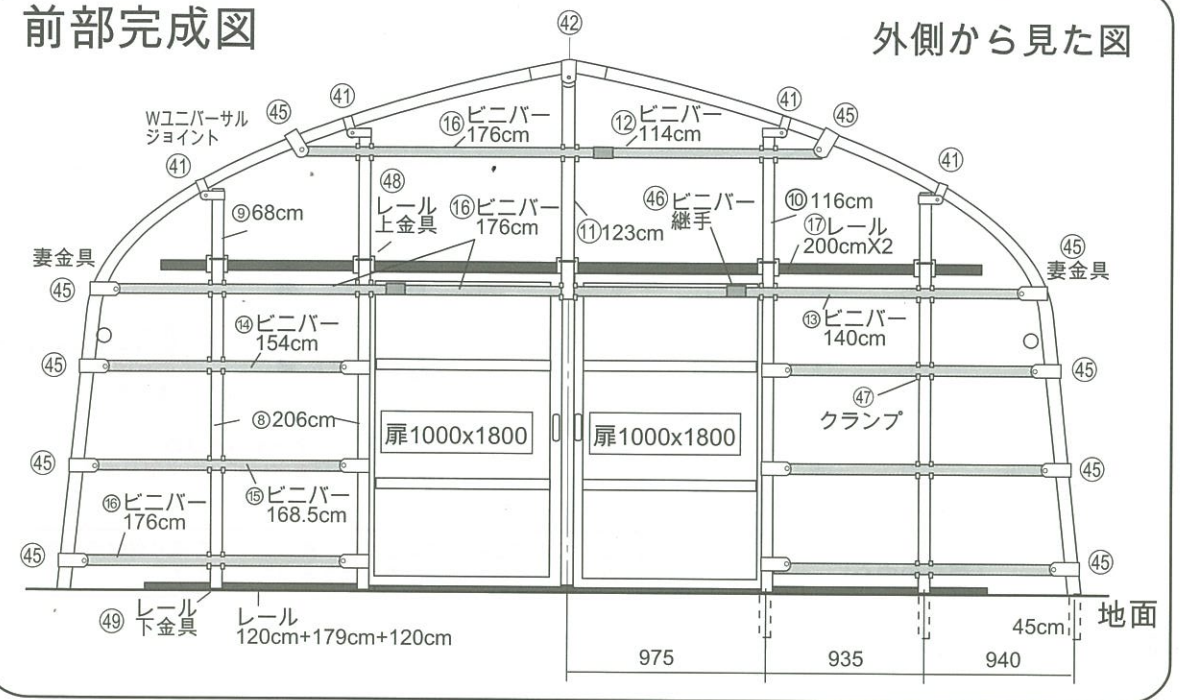 前部完成図
外側から見た図
㊷
Wユニバーサル
ジョイント
㊺
㊶
⑯ビニバー
176cm
⑫ビニバー
114cm
㊶
㊺
㊶
㊶
⑨68cm
㊽
レール
上金具
⑯ビニバー
176cm
⑪123cm
㊻ビニバー
継手
⑩116cm
⑰レール
200cmX2
妻金具
㊺
㊺
妻金具
⑭ビニバー
154cm
⑬ビニバー
140cm
㊺
㊺
㊼
クランプ
⑧206cm
扉1000x1800
扉1000x1800
㊺
㊺
⑯ビニバー
176cm
⑮ビニバー
168.5cm
㊺
㊺
㊾
レール
下金具
レール
120cm+179cm+120cm
45cm
地面
975
935
940